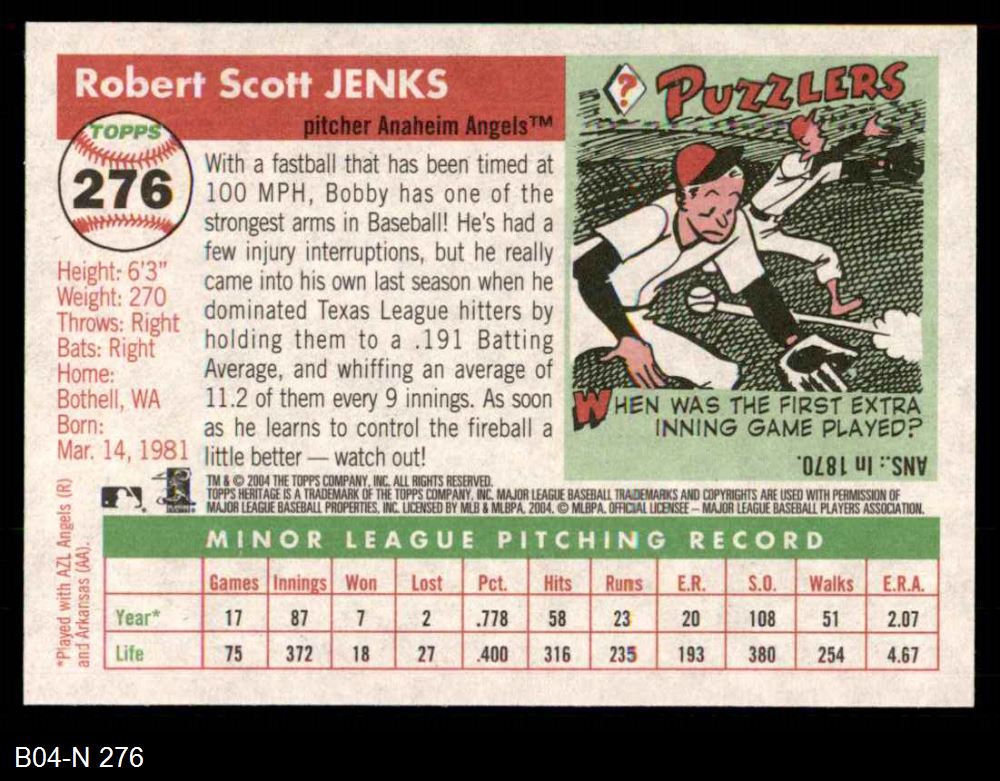 Robert Scott JENKS
pitcher Anaheim Angels™
TOPPS
276
With a fastball that has been timed at
100 MPH, Bobby has one of the
strongest arms in Baseball! He's had a
few injury interruptions, but he really
came into his own last season when he
dominated Texas League hitters by
holding them to a .191 Batting
Average, and whiffing an average of
11.2 of them every 9 innings. As soon
as he learns to control the fireball a
little better — watch out!
Height: 6'3"
Weight: 270
Throws: Right
Bats: Right
Home:
Bothell, WA
Born:
Mar. 14, 1981
? PUZZLERS
WHEN WAS THE FIRST EXTRA
INNING GAME PLAYED?
ANS.: In 1870.
TM & © 2004 THE TOPPS COMPANY, INC. ALL RIGHTS RESERVED.
TOPPS HERITAGE IS A TRADEMARK OF THE TOPPS COMPANY, INC. MAJOR LEAGUE BASEBALL TRADEMARKS AND COPYRIGHTS ARE USED WITH PERMISSION OF
MAJOR LEAGUE BASEBALL PROPERTIES, INC. LICENSED BY MLB & MLBPA, 2004. © MLBPA. OFFICIAL LICENSEE – MAJOR LEAGUE BASEBALL PLAYERS ASSOCIATION.
MINOR LEAGUE PITCHING RECORD
Games Innings Won Lost Pct. Hits Runs E.R. S.O. Walks E.R.A.
Year* 17 87 7 2 .778 58 23 20 108 51 2.07
Life 75 372 18 27 .400 316 235 193 380 254 4.67
*Played with AZL Angels (R)
and Arkansas (AA).
B04-N 276